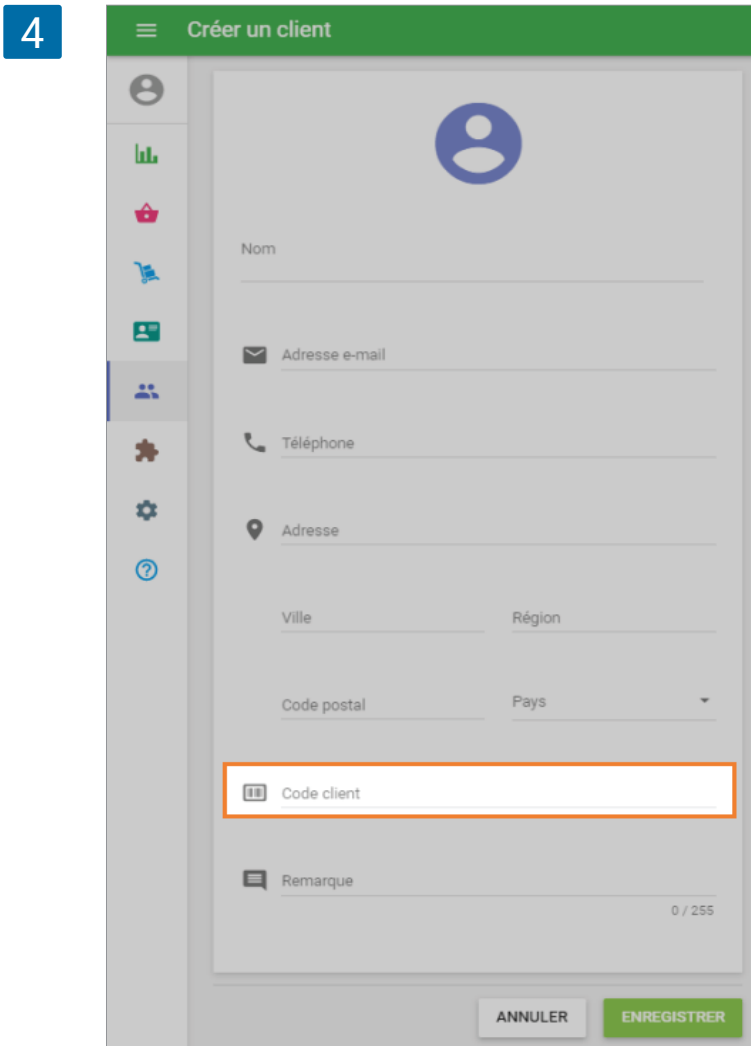 4
Créer un client
Nom
Adresse e-mail
Téléphone
Adresse
Ville Région
Code postal Pays
Code client
Remarque
0 / 255
ANNULER ENREGISTRER